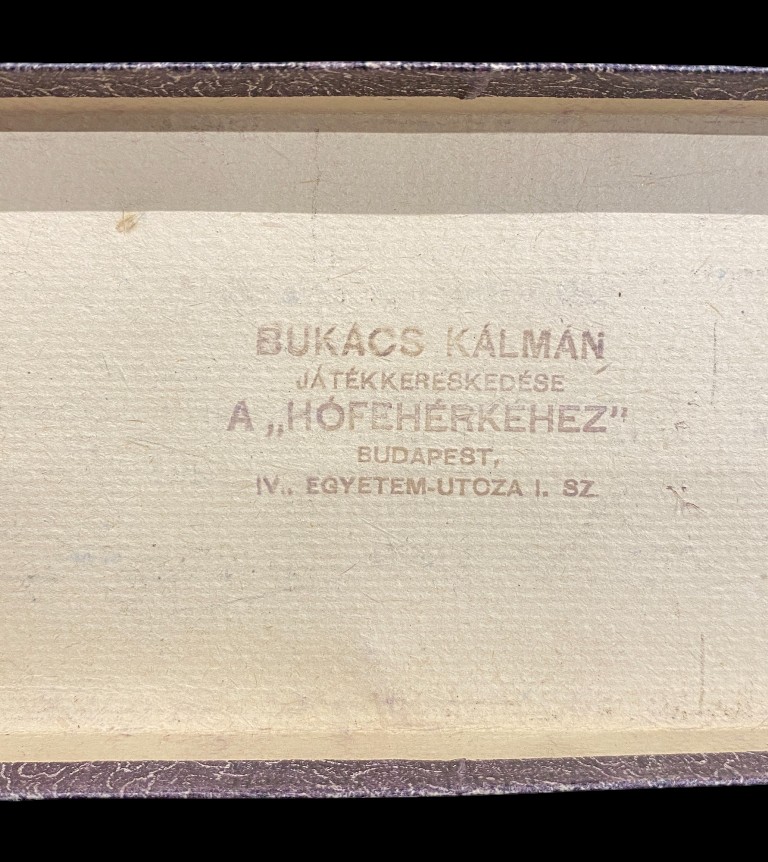 BUKÁCS KÁLMÁN
JÁTÉKKERESKEDÉSE
A „HÓFEHÉRKÉHEZ"
BUDAPEST,
IV., EGYETEM-UTCZA I. SZ